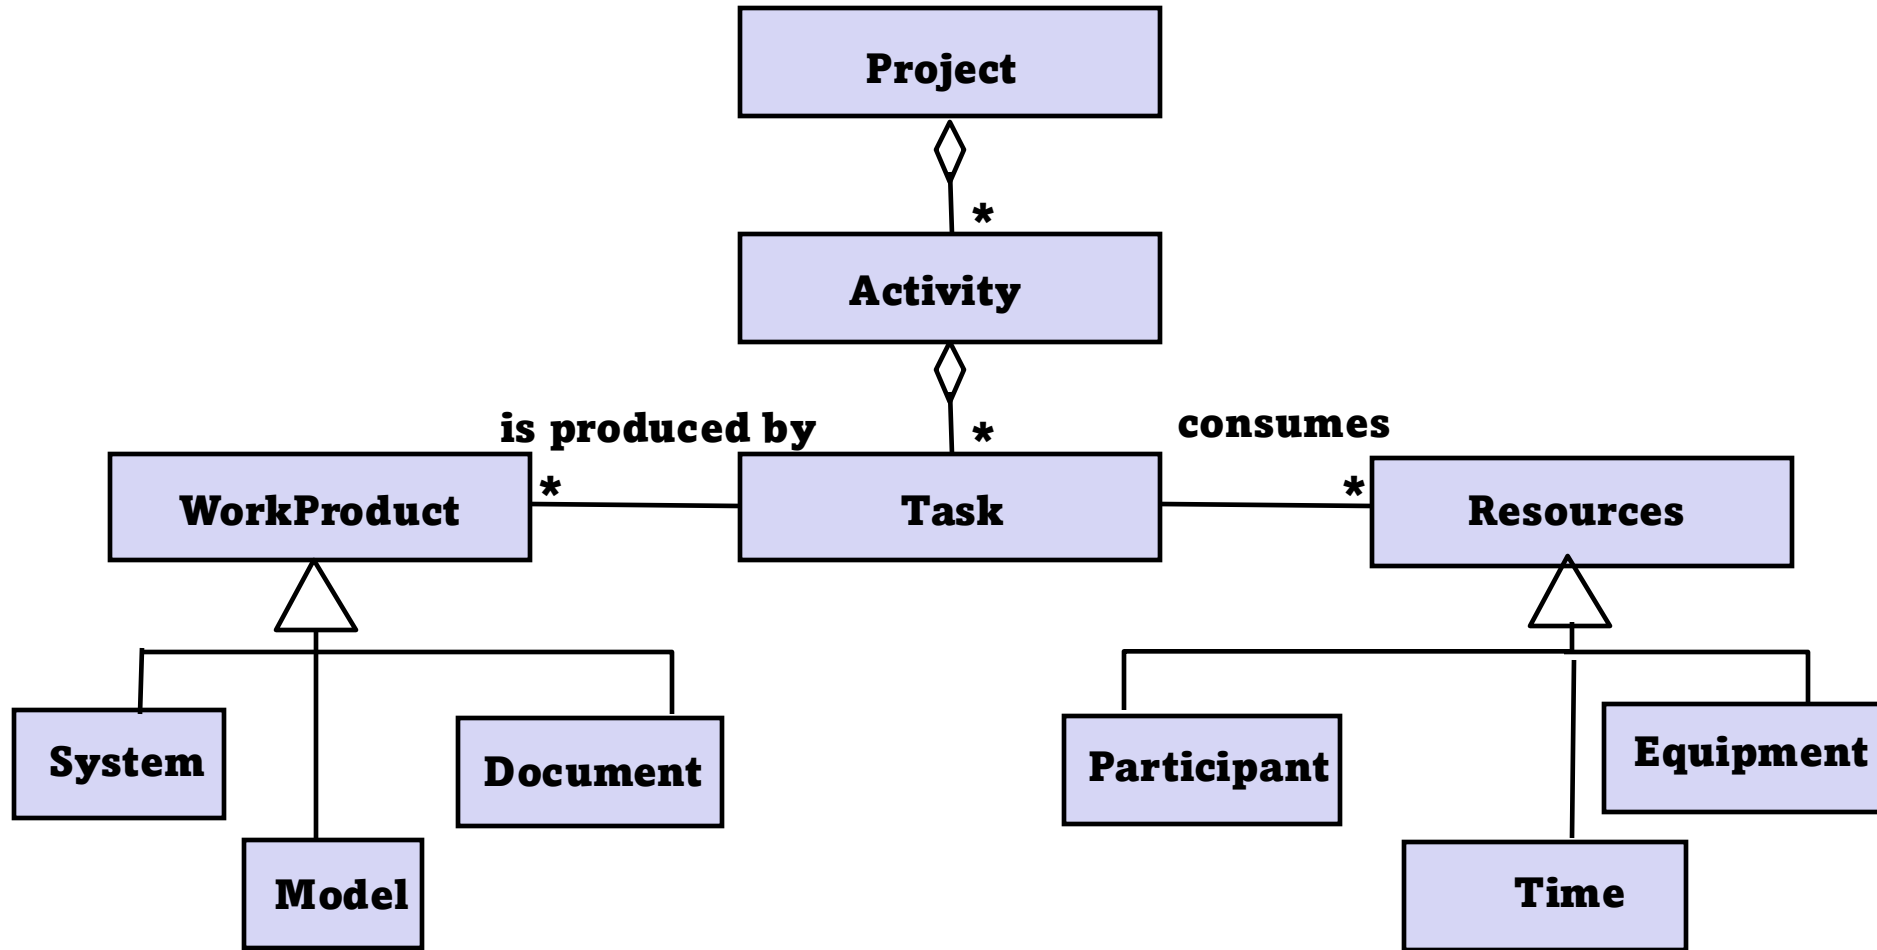 Project
*
Activity
is produced by
*
consumes
WorkProduct
*
Task
*
Resources
System
Document
Participant
Equipment
Model
Time